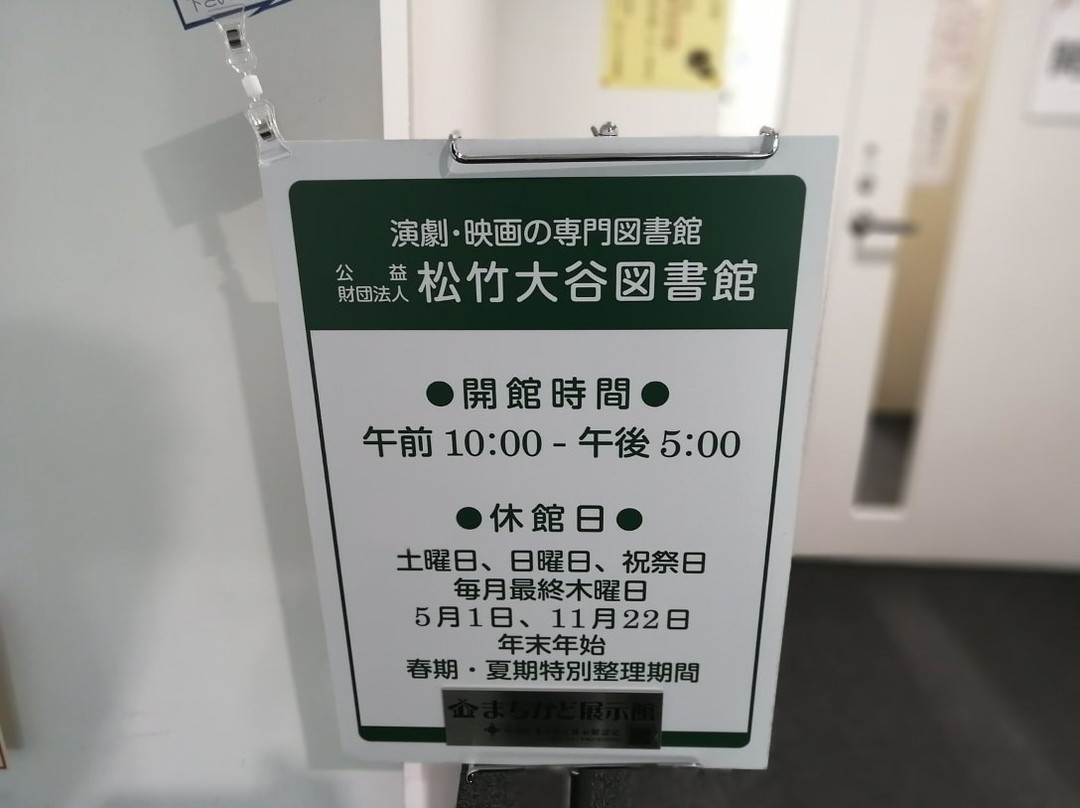 演劇・映画の専門図書館
公益
財団法人 松竹大谷図書館
●開館時間●
午前 10:00 - 午後 5:00
●休館日●
土曜日、日曜日、祝祭日
毎月最終木曜日
5月1日、11月22日
年末年始
春期・夏期特別整理期間
まちかど展示館